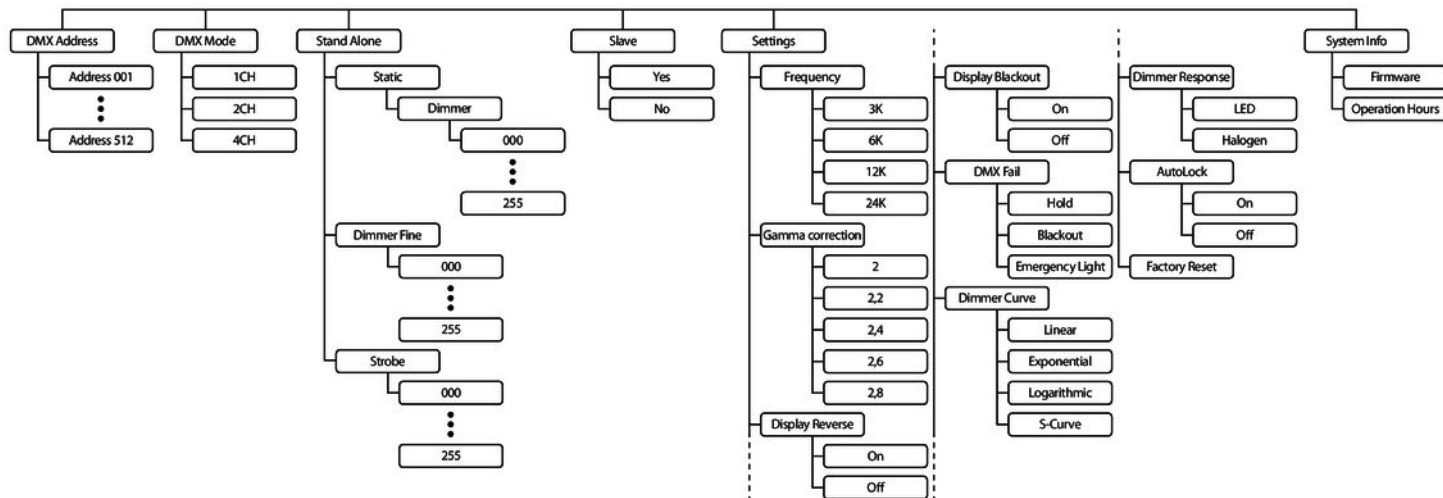 DMX Address
Address 001
Address 512
DMX Mode
1CH
2CH
4CH
Stand Alone
Static
Dimmer
000
255
Dimmer Fine
000
255
Strobe
000
255
Slave
Yes
No
Settings
Frequency
3K
6K
12K
24K
Gamma correction
2
2,2
2,4
2,6
2,8
Display Reverse
On
Off
Display Blackout
On
Off
DMX Fail
Hold
Blackout
Emergency Light
Dimmer Curve
Linear
Exponential
Logarithmic
S-Curve
Dimmer Response
LED
Halogen
AutoLock
On
Off
Factory Reset
System Info
Firmware
Operation Hours